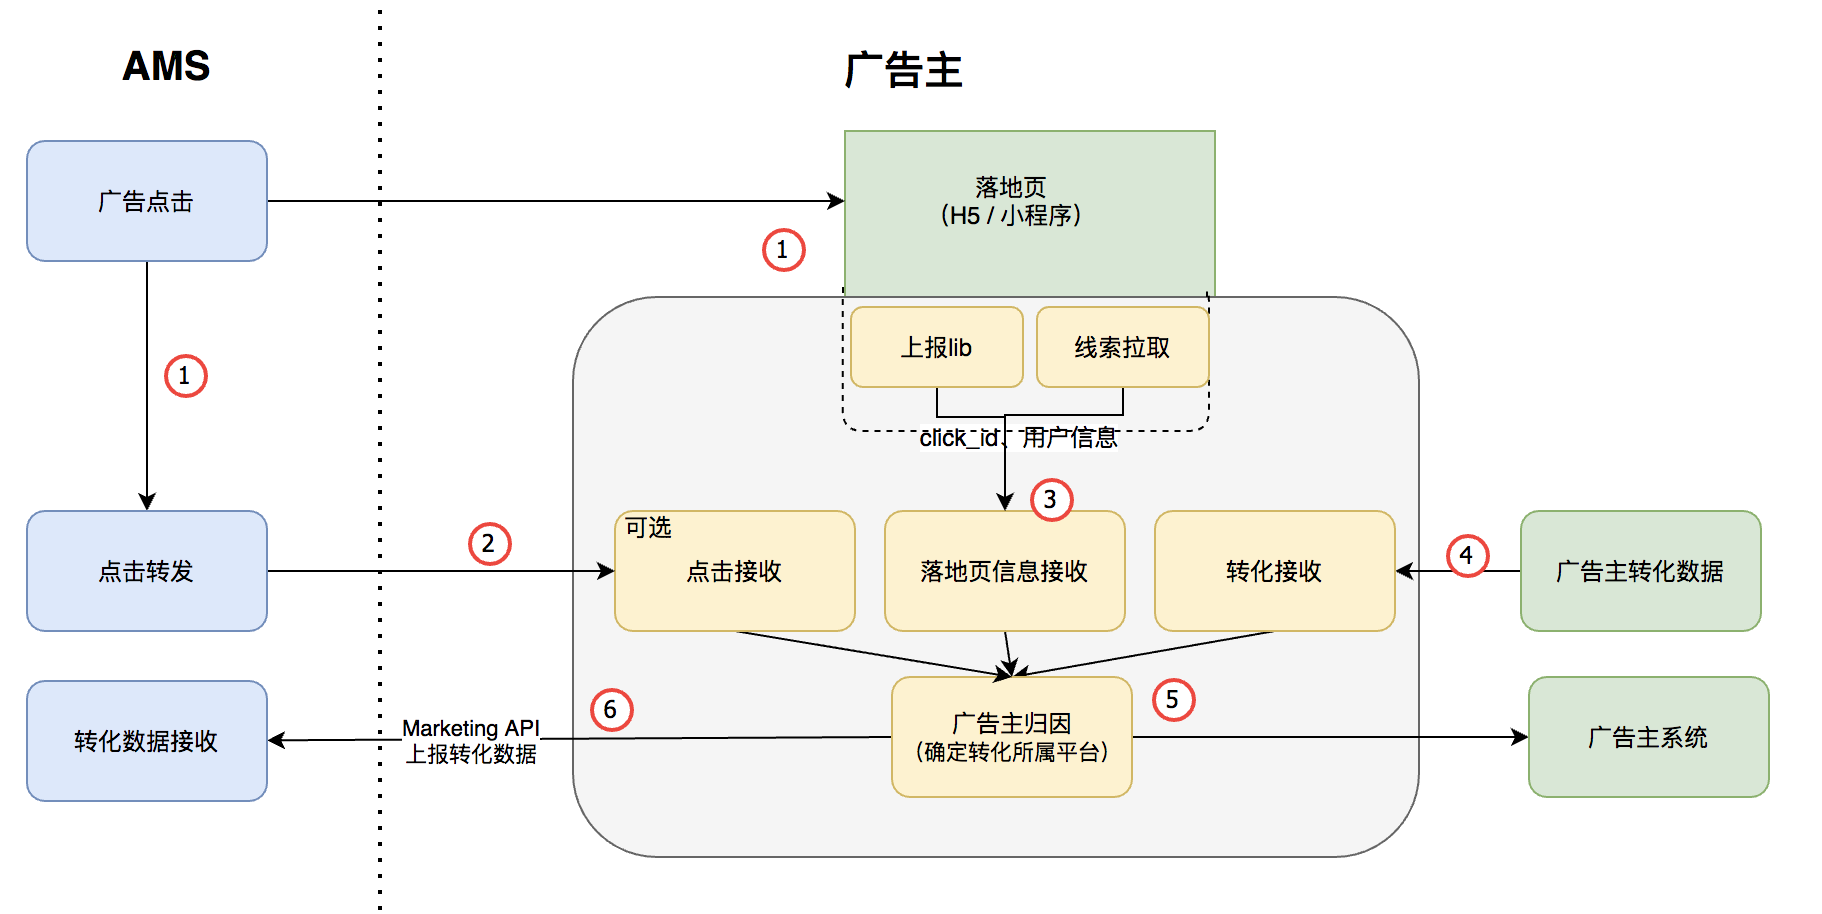 AMS
广告主
广告点击
落地页
（H5 / 小程序）
1
1
上报lib
线索拉取
click_id、用户信息
3
2
4
可选
点击转发
点击接收
落地页信息接收
转化接收
广告主转化数据
6
5
转化数据接收
Marketing API
上报转化数据
广告主归因
（确定转化所属平台）
广告主系统